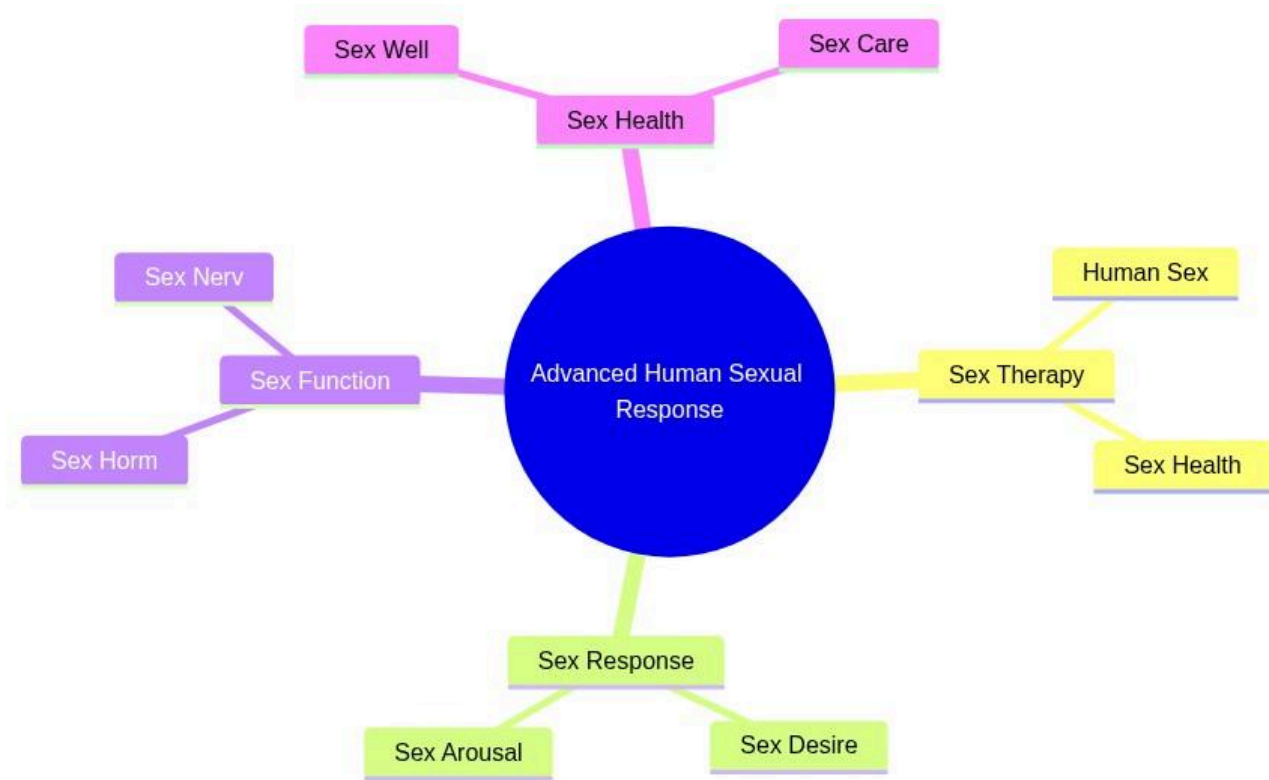 Sex Well
Sex Care
Sex Health
Sex Nerv
Human Sex
Sex Function
Advanced Human Sexual
Response
Sex Therapy
Sex Horm
Sex Health
Sex Response
Sex Arousal
Sex Desire